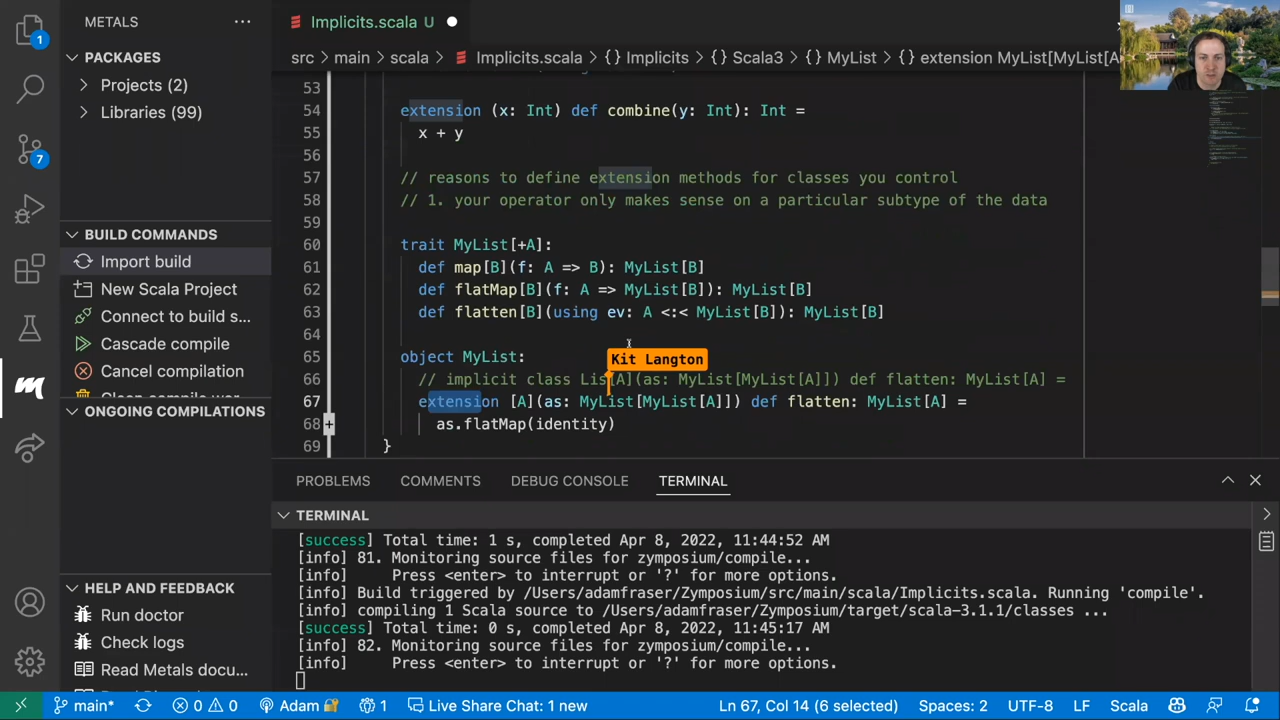 METALS
Implicits.scala U
src > main > scala > Implicits.scala > {} Implicits > {} Scala3 > {} MyList > {} extension MyList[MyList[A
1
PACKAGES
Projects (2)
Libraries (99)
7
BUILD COMMANDS
Import build
New Scala Project
Connect to build s...
Cascade compile
Cancel compilation
ONGOING COMPILATIONS
HELP AND FEEDBACK
Run doctor
Check logs
Read Metals docu...
53
54 extension (x: Int) def combine(y: Int): Int =
55 x + y
56
57 // reasons to define extension methods for classes you control
58 // 1. your operator only makes sense on a particular subtype of the data
59
60 trait MyList[+A]:
61 def map[B](f: A => B): MyList[B]
62 def flatMap[B](f: A => MyList[B]): MyList[B]
63 def flatten[B](using ev: A <:< MyList[B]): MyList[B]
64
65 object MyList:
Kit Langton
66 // implicit class Lis[A](as: MyList[MyList[A]]) def flatten: MyList[A] =
67 extension [A](as: MyList[MyList[A]]) def flatten: MyList[A] =
68 as.flatMap(identity)
69 }
PROBLEMS COMMENTS DEBUG CONSOLE TERMINAL
TERMINAL
[success] Total time: 1 s, completed Apr 8, 2022, 11:44:52 AM
[info] 81. Monitoring source files for zymposium/compile...
[info] Press <enter> to interrupt or '?' for more options.
[info] Build triggered by /Users/adamfraser/Zymposium/src/main/scala/Implicits.scala. Running 'compile'.
[info] compiling 1 Scala source to /Users/adamfraser/Zymposium/target/scala-3.1.1/classes ...
[success] Total time: 0 s, completed Apr 8, 2022, 11:45:17 AM
[info] 82. Monitoring source files for zymposium/compile...
[info] Press <enter> to interrupt or '?' for more options.
main* 0 0 Adam 1 Live Share Chat: 1 new Ln 67, Col 14 (6 selected) Spaces: 2 UTF-8 LF Scala